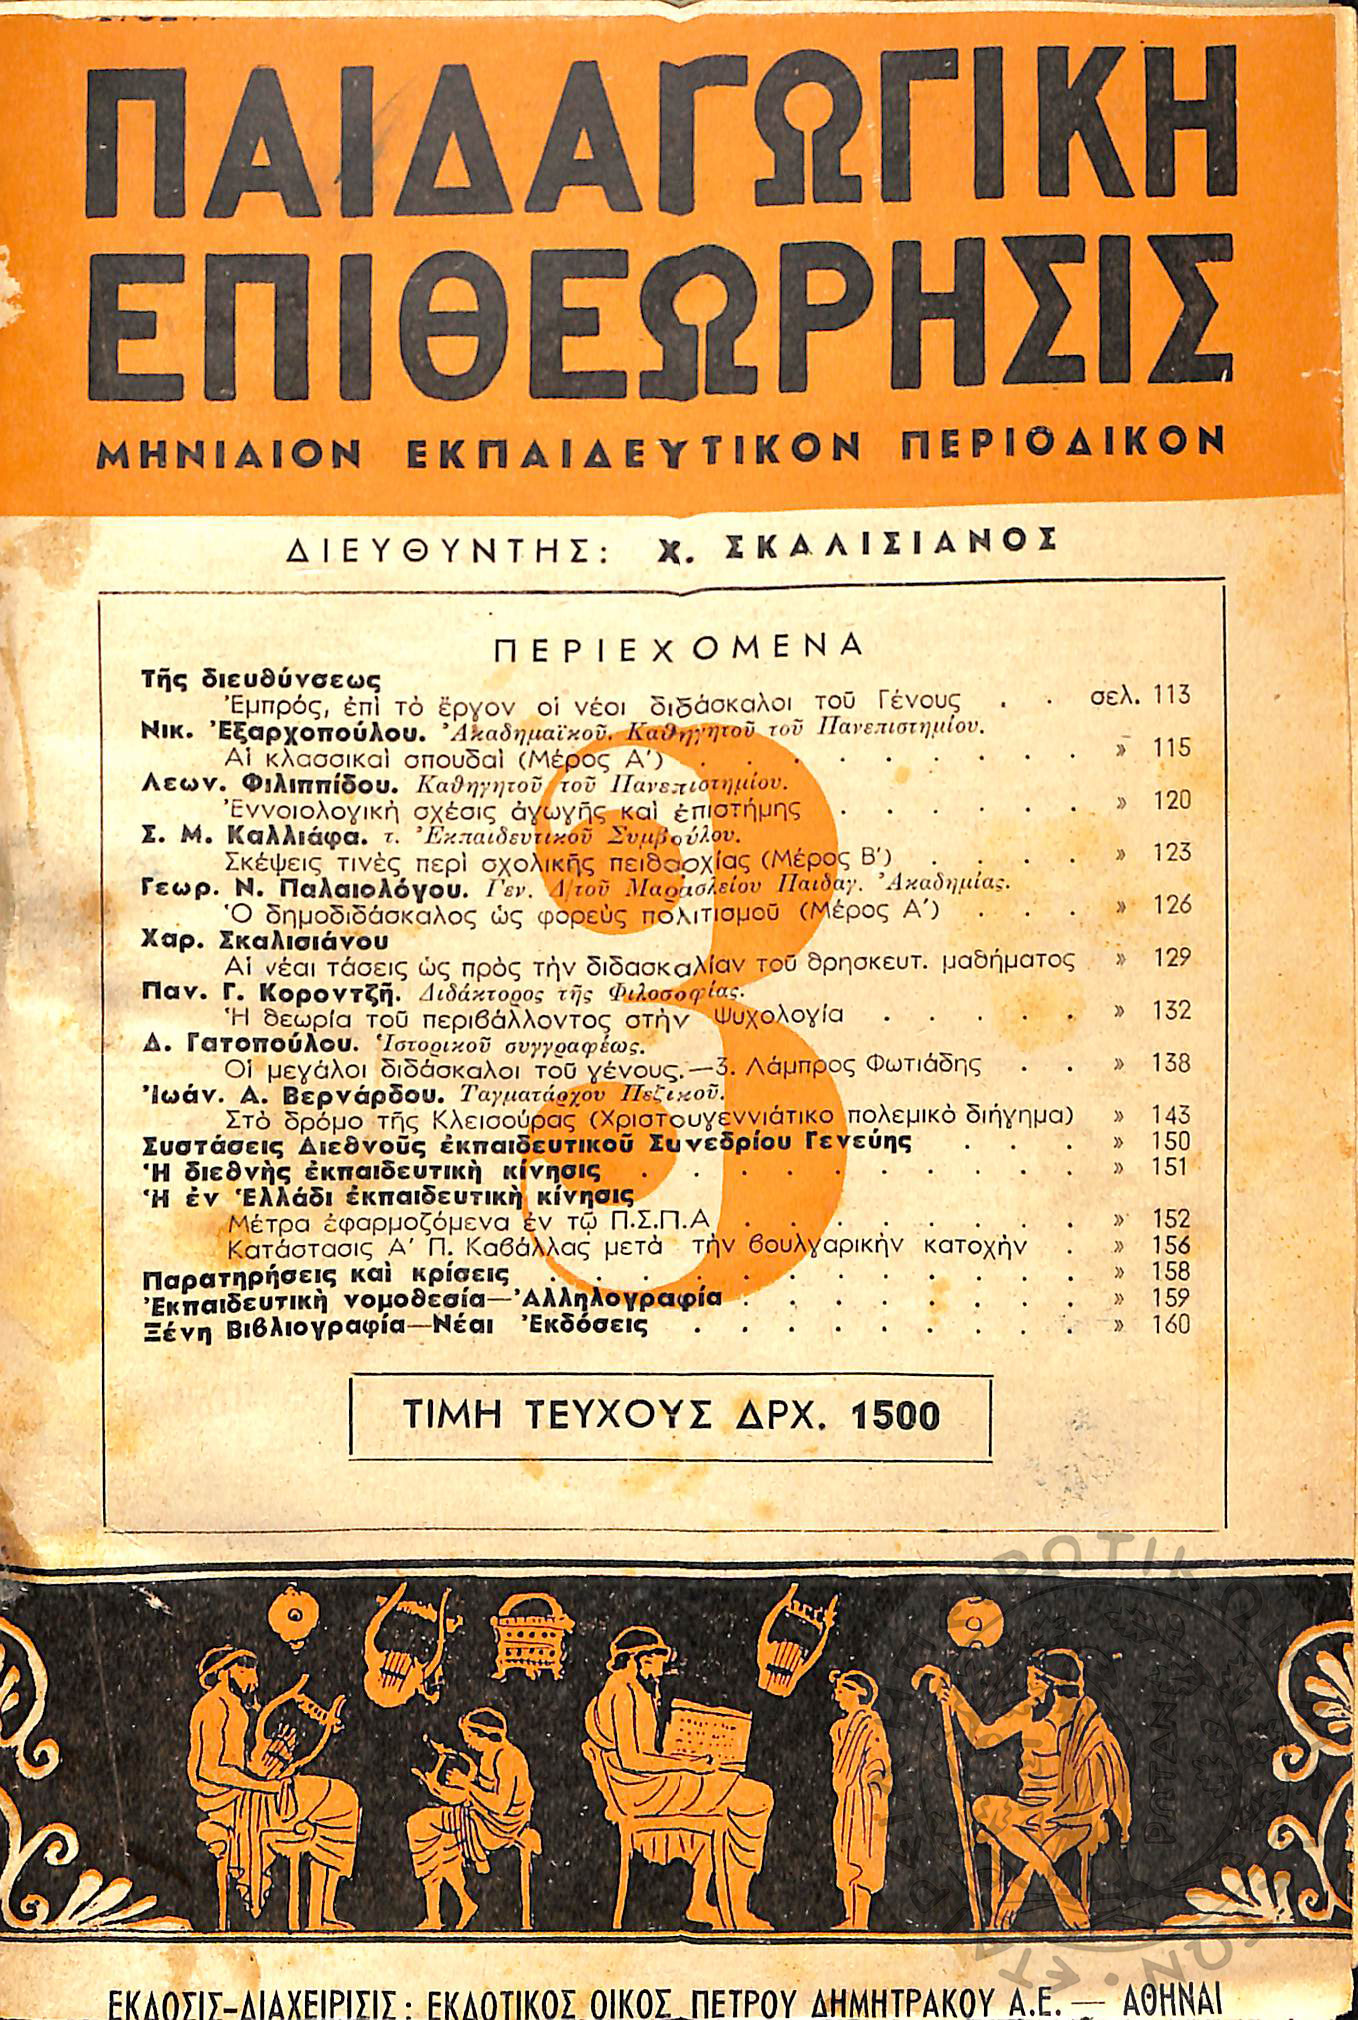 ΠΑΙΔΑΓΩΓΙΚΗ
ΕΠΙΘΕΩΡΗΣΙΣ
ΜΗΝΙΑΙΟΝ ΕΚΠΑΙΔΕΥΤΙΚΟΝ ΠΕΡΙΟΔΙΚΟΝ
ΔΙΕΥΘΥΝΤΗΣ: Χ. ΣΚΑΛΙΣΙΑΝΟΣ
3
ΠΕΡΙΕΧΟΜΕΝΑ
Τῆς διευθύνσεως
Ἐμπρός, ἐπὶ τὸ ἔργον οἱ νέοι διδάσκαλοι τοῦ Γένους . . σελ. 113
Νικ. Ἐξαρχοπούλου. Ἀκαδημαϊκοῦ. Καθηγητοῦ τοῦ Πανεπιστημίου.
Αἱ κλασσικαὶ σπουδαὶ (Μέρος Α′) . . . . . . . . . » 115
Λεων. Φιλιππίδου. Καθηγητοῦ τοῦ Πανεπιστημίου.
Ἐννοιολογικὴ σχέσις ἀγωγῆς καὶ ἐπιστήμης . . . . . . » 120
Σ. Μ. Καλλιάφα. τ. Ἐκπαιδευτικοῦ Συμβούλου.
Σκέψεις τινὲς περὶ σχολικῆς πειθαρχίας (Μέρος Β′) . . . . » 123
Γεωρ. Ν. Παλαιολόγου. Γεν. Δ/τοῦ Μαρασλείου Παιδαγ. Ἀκαδημίας.
Ὁ δημοδιδάσκαλος ὡς φορεὺς πολιτισμοῦ (Μέρος Α′) . . . » 126
Χαρ. Σκαλισιάνου
Αἱ νέαι τάσεις ὡς πρὸς τὴν διδασκαλίαν τοῦ θρησκευτ. μαθήματος » 129
Παν. Γ. Κοροντζῆ. Διδάκτορος τῆς Φιλοσοφίας.
Ἡ θεωρία τοῦ περιβάλλοντος στὴν ψυχολογία . . . . . » 132
Δ. Γατοπούλου. Ἱστορικοῦ συγγραφέως.
Οἱ μεγάλοι διδάσκαλοι τοῦ γένους.—3. Λάμπρος Φωτιάδης . . » 138
Ἰωάν. Α. Βερνάρδου. Ταγματάρχου Πεζικοῦ.
Στὸ δρόμο τῆς Κλεισούρας (Χριστουγεννιάτικο πολεμικὸ διήγημα) » 143
Συστάσεις Διεθνοῦς ἐκπαιδευτικοῦ Συνεδρίου Γενεύης . . . » 150
Ἡ διεθνὴς ἐκπαιδευτικὴ κίνησις . . . . . . . . . . » 151
Ἡ ἐν Ἑλλάδι ἐκπαιδευτικὴ κίνησις
Μέτρα ἐφαρμοζόμενα ἐν τῷ Π.Σ.Π.Α . . . . . . . . » 152
Κατάστασις Α′ Π. Καβάλλας μετὰ τὴν βουλγαρικὴν κατοχὴν . » 156
Παρατηρήσεις καὶ κρίσεις . . . . . . . . . . . . » 158
Ἐκπαιδευτικὴ νομοθεσία—Ἀλληλογραφία . . . . . . . . » 159
Ξένη Βιβλιογραφία—Νέαι Ἐκδόσεις . . . . . . . . . » 160
ΤΙΜΗ ΤΕΥΧΟΥΣ ΔΡΧ. 1500
ΕΚΔΟΣΙΣ-ΔΙΑΧΕΙΡΙΣΙΣ: ΕΚΔΟΤΙΚΟΣ ΟΙΚΟΣ ΠΕΤΡΟΥ ΔΗΜΗΤΡΑΚΟΥ Α.Ε. — ΑΘΗΝΑΙ